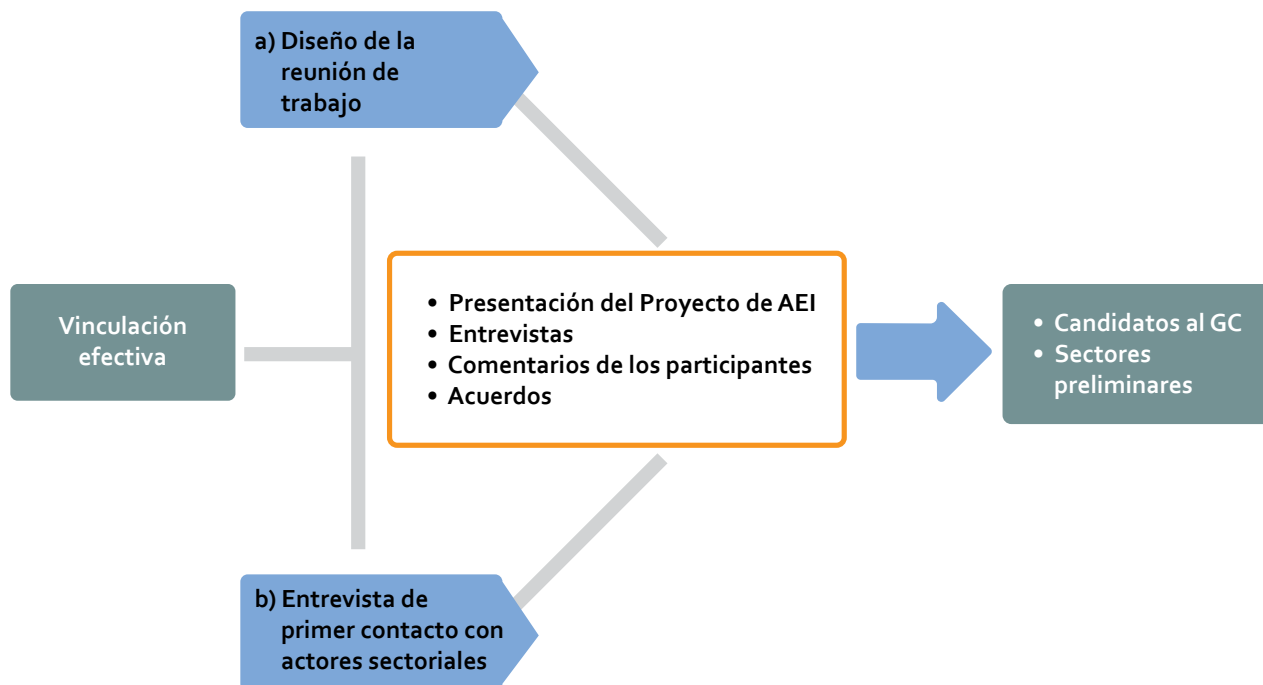 a) Diseño de la
reunión de
trabajo
Vinculación
efectiva
• Presentación del Proyecto de AEI
• Entrevistas
• Comentarios de los participantes
• Acuerdos
• Candidatos al GC
• Sectores
preliminares
b) Entrevista de
primer contacto con
actores sectoriales